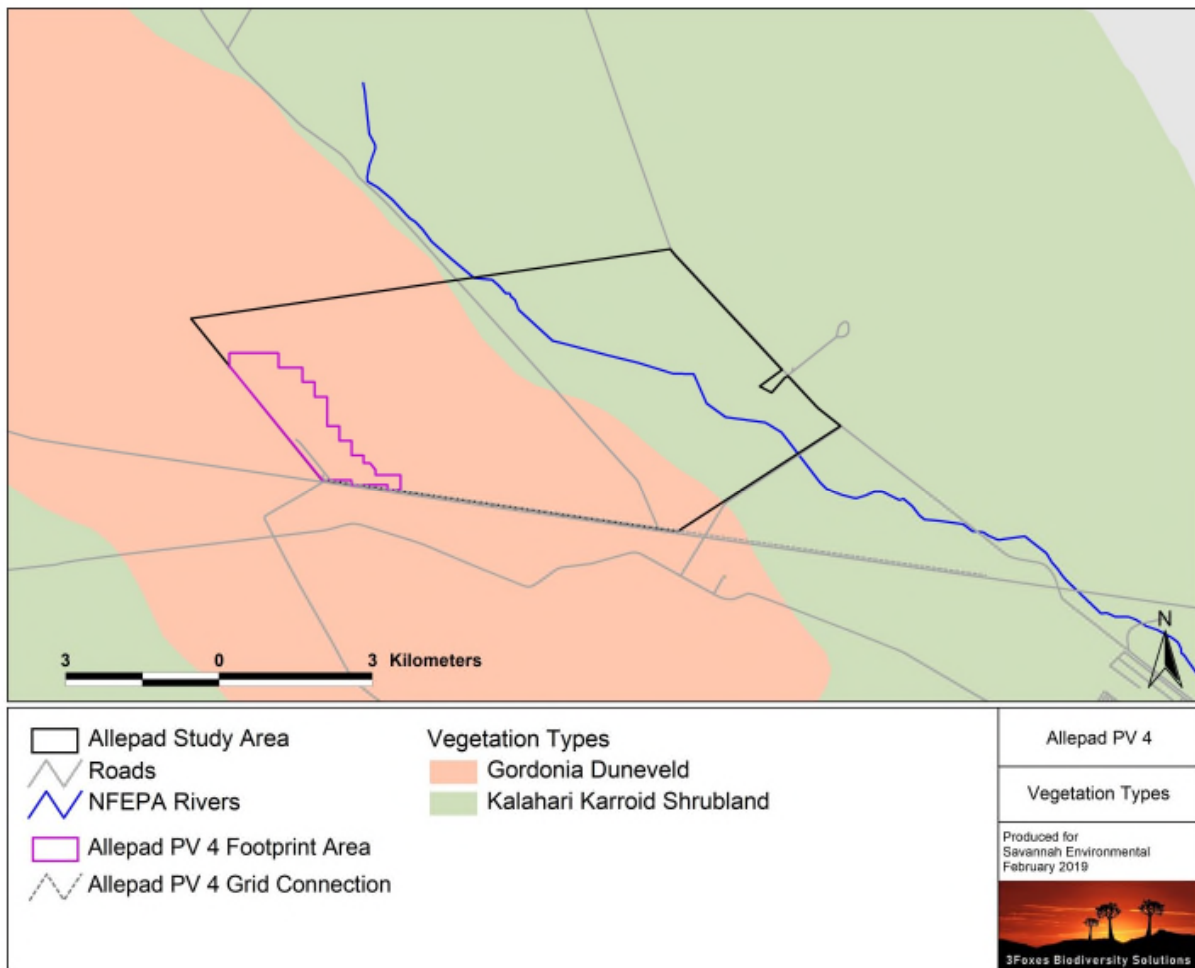 N
3 0 3 Kilometers
Allepad Study Area
Roads
NFEPA Rivers
Allepad PV 4 Footprint Area
Allepad PV 4 Grid Connection
Vegetation Types
Gordonia Duneveld
Kalahari Karroid Shrubland
Allepad PV 4
Vegetation Types
Produced for
Savannah Environmental
February 2019
3Foxes Biodiversity Solutions